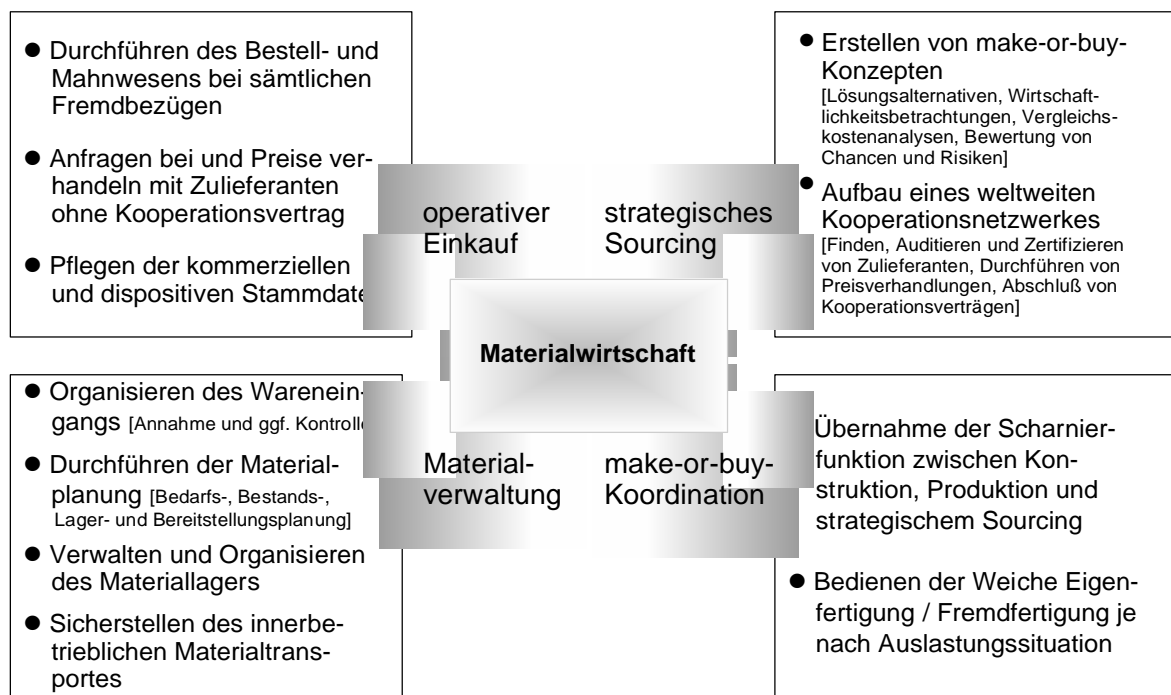 ● Durchführen des Bestell- und
Mahnwesens bei sämtlichen
Fremdbezügen
● Anfragen bei und Preise ver-
handeln mit Zulieferanten
ohne Kooperationsvertrag
● Pflegen der kommerziellen
und dispositiven Stammdate
● Erstellen von make-or-buy-
Konzepten
[Lösungsalternativen, Wirtschaft-
lichkeitsbetrachtungen, Vergleichs-
kostenanalysen, Bewertung von
Chancen und Risiken]
● Aufbau eines weltweiten
Kooperationsnetzwerkes
[Finden, Auditieren und Zertifizieren
von Zulieferanten, Durchführen von
Preisverhandlungen, Abschluß von
Kooperationsverträgen]
operativer
Einkauf
strategisches
Sourcing
Materialwirtschaft
Material-
verwaltung
make-or-buy-
Koordination
● Organisieren des Warenein-
gangs [Annahme und ggf. Kontrolle
● Durchführen der Material-
planung [Bedarfs-, Bestands-,
Lager- und Bereitstellungsplanung]
● Verwalten und Organisieren
des Materiallagers
● Sicherstellen des innerbe-
trieblichen Materialtrans-
portes
Übernahme der Scharnier-
funktion zwischen Kon-
struktion, Produktion und
strategischem Sourcing
● Bedienen der Weiche Eigen-
fertigung / Fremdfertigung je
nach Auslastungssituation